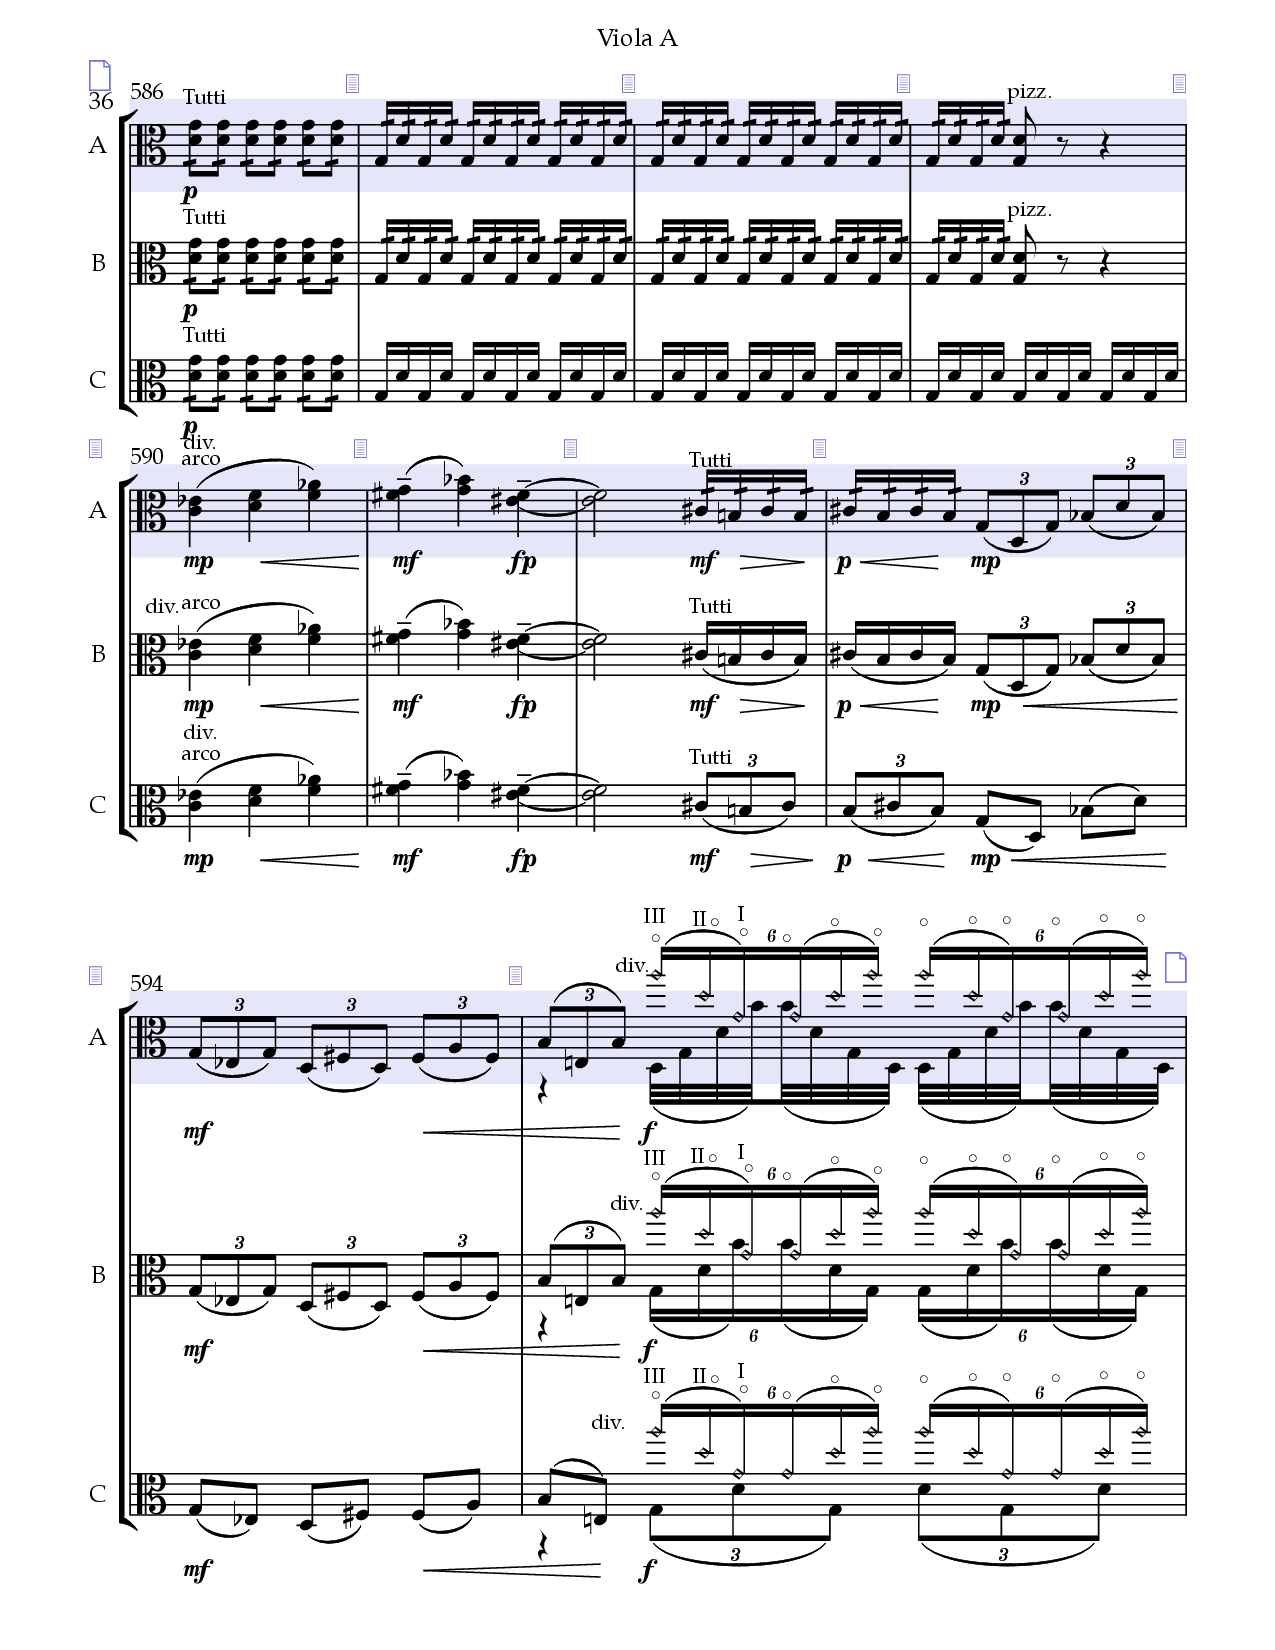 Viola A
36
586
Tutti
pizz.
A
p
Tutti
pizz.
B
p
Tutti
C
p
590
div.
arco
Tutti
3
3
A
mp mf fp mf p mp
div. arco
Tutti
3
3
B
mp mf fp mf p mp
div.
arco
Tutti
3
3
C
mp mf fp mf p mp
594
III II I
div.
6 6
3 3 3 3
A
mf f
III II I
div.
6 6
3 3 3 3
B
6 6
mf f
III II I
div.
6 6
C
3 3
mf f